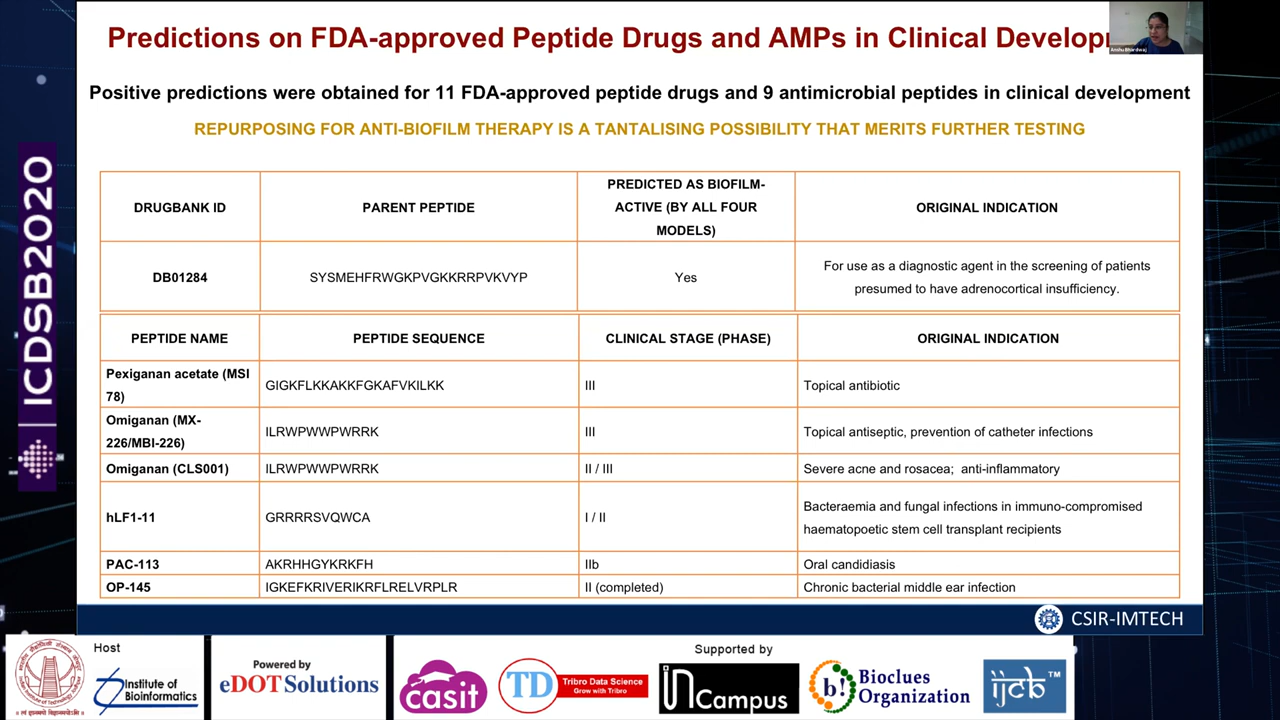 Predictions on FDA-approved Peptide Drugs and AMPs in Clinical Develop
Anshu Bhardwaj
Positive predictions were obtained for 11 FDA-approved peptide drugs and 9 antimicrobial peptides in clinical development
REPURPOSING FOR ANTI-BIOFILM THERAPY IS A TANTALISING POSSIBILITY THAT MERITS FURTHER TESTING
ICDSB2020
DRUGBANK ID
PARENT PEPTIDE
PREDICTED AS BIOFILM-
ACTIVE (BY ALL FOUR
MODELS)
ORIGINAL INDICATION
DB01284
SYSMEHFRWGKPVGKKRRPVKVYP
Yes
For use as a diagnostic agent in the screening of patients
presumed to have adrenocortical insufficiency.
PEPTIDE NAME
PEPTIDE SEQUENCE
CLINICAL STAGE (PHASE)
ORIGINAL INDICATION
Pexiganan acetate (MSI
78)
GIGKFLKKAKKFGKAFVKILKK
III
Topical antibiotic
Omiganan (MX-
226/MBI-226)
ILRWPWWPWRRK
III
Topical antiseptic, prevention of catheter infections
Omiganan (CLS001)
ILRWPWWPWRRK
II / III
Severe acne and rosacea; anti-inflammatory
hLF1-11
GRRRRSVQWCA
I / II
Bacteraemia and fungal infections in immuno-compromised
haematopoetic stem cell transplant recipients
PAC-113
AKRHHGYKRKFH
IIb
Oral candidiasis
OP-145
IGKEFKRIVERIKRFLRELVRPLR
II (completed)
Chronic bacterial middle ear infection
CSIR-IMTECH
Host
Institute of
Bioinformatics
Powered by
eDOT Solutions
Supported by
casit
TD
Tribro Data Science
Grow with Tribro
inCampus
b!
Bioclues
Organization
ijcb™